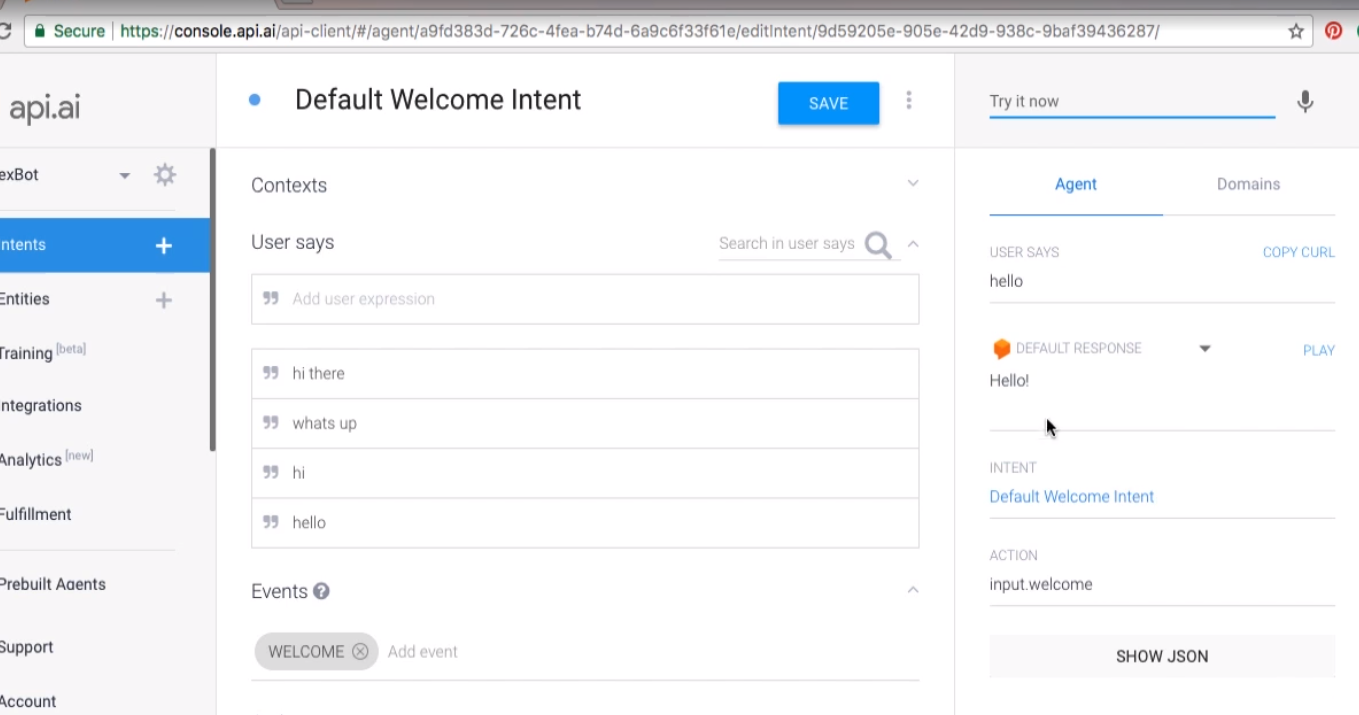 Secure https://console.api.ai/api-client/#/agent/a9fd383d-726c-4fea-b74d-6a9c6f33f61e/editIntent/9d59205e-905e-42d9-938c-9baf39436287/
api.ai
exBot
ntents
Entities
Training [beta]
ntegrations
Analytics [new]
Fulfillment
Prebuilt Agents
Support
Account
Default Welcome Intent
SAVE
Contexts
User says
Search in user says
Add user expression
hi there
whats up
hi
hello
Events
WELCOME
Add event
Try it now
Agent Domains
USER SAYS COPY CURL
hello
DEFAULT RESPONSE PLAY
Hello!
INTENT
Default Welcome Intent
ACTION
input.welcome
SHOW JSON